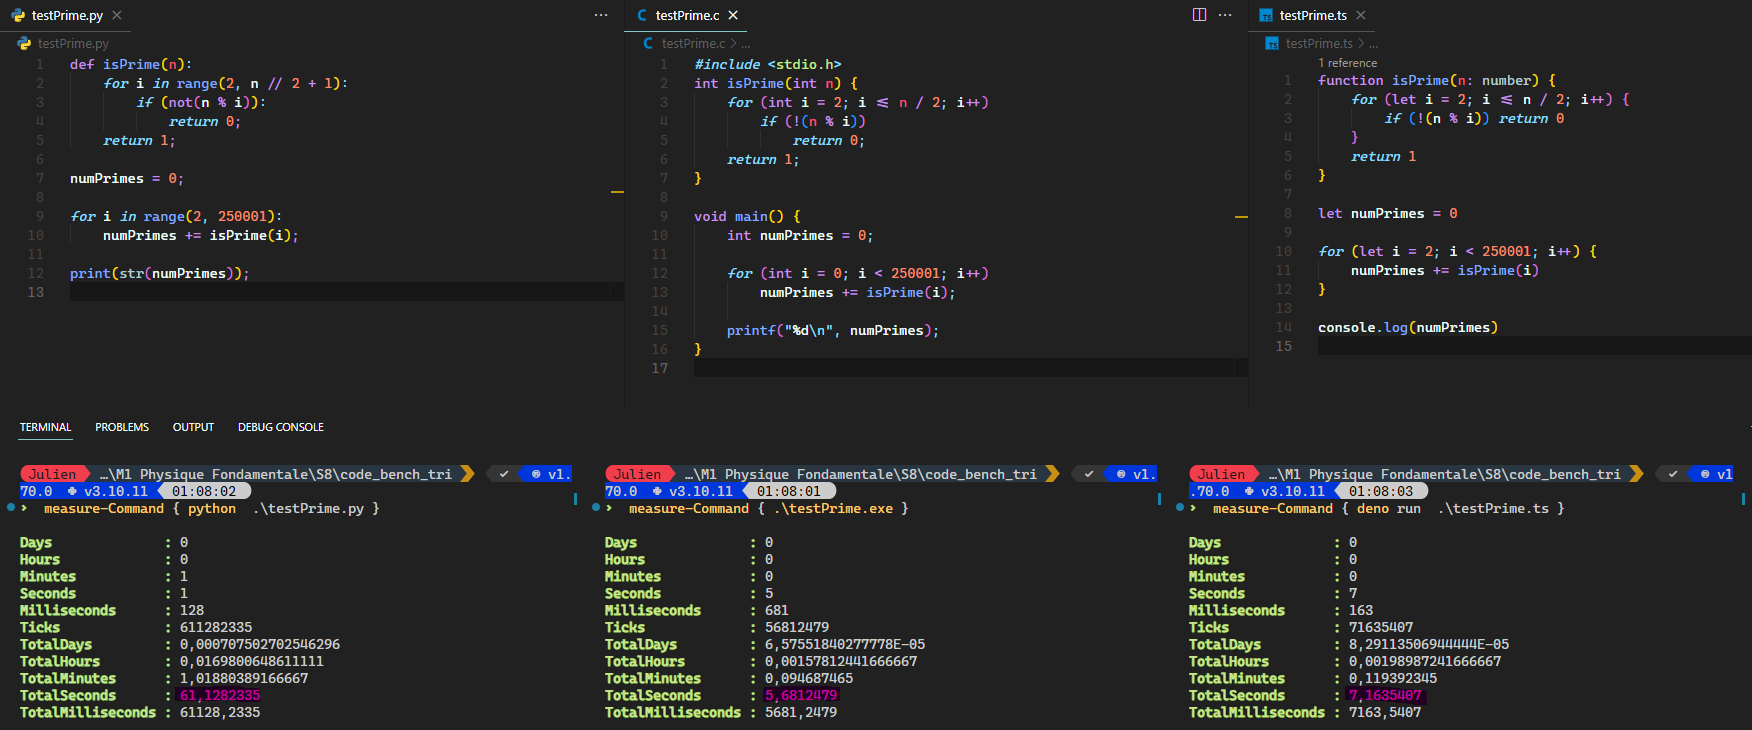 testPrime.py
testPrime.py
1 def isPrime(n):
2 for i in range(2, n // 2 + 1):
3 if (not(n % i)):
4 return 0;
5 return 1;
6
7 numPrimes = 0;
8
9 for i in range(2, 250001):
10 numPrimes += isPrime(i);
11
12 print(str(numPrimes));
13
testPrime.c
testPrime.c > ...
1 #include <stdio.h>
2 int isPrime(int n) {
3 for (int i = 2; i <= n / 2; i++)
4 if (!(n % i))
5 return 0;
6 return 1;
7 }
8
9 void main() {
10 int numPrimes = 0;
11
12 for (int i = 0; i < 250001; i++)
13 numPrimes += isPrime(i);
14
15 printf("%d\n", numPrimes);
16 }
17
testPrime.ts
testPrime.ts > ...
1 reference
1 function isPrime(n: number) {
2 for (let i = 2; i <= n / 2; i++) {
3 if (!(n % i)) return 0
4 }
5 return 1
6 }
7
8 let numPrimes = 0
9
10 for (let i = 2; i < 250001; i++) {
11 numPrimes += isPrime(i)
12 }
13
14 console.log(numPrimes)
15
TERMINAL PROBLEMS OUTPUT DEBUG CONSOLE
Julien …\M1 Physique Fondamentale\S8\code_bench_tri ✓ v1.
70.0 v3.10.11 01:08:02
› measure-Command { python .\testPrime.py }
Days : 0
Hours : 0
Minutes : 1
Seconds : 1
Milliseconds : 128
Ticks : 611282335
TotalDays : 0,000707502702546296
TotalHours : 0,0169800648611111
TotalMinutes : 1,01880389166667
TotalSeconds : 61,1282335
TotalMilliseconds : 61128,2335
Julien …\M1 Physique Fondamentale\S8\code_bench_tri ✓ v1.
70.0 v3.10.11 01:08:01
› measure-Command { .\testPrime.exe }
Days : 0
Hours : 0
Minutes : 0
Seconds : 5
Milliseconds : 681
Ticks : 56812479
TotalDays : 6,57551840277778E-05
TotalHours : 0,00157812441666667
TotalMinutes : 0,094687465
TotalSeconds : 5,6812479
TotalMilliseconds : 5681,2479
Julien …\M1 Physique Fondamentale\S8\code_bench_tri ✓ v1
.70.0 v3.10.11 01:08:03
› measure-Command { deno run .\testPrime.ts }
Days : 0
Hours : 0
Minutes : 0
Seconds : 7
Milliseconds : 163
Ticks : 71635407
TotalDays : 8,29113506944444E-05
TotalHours : 0,00198987241666667
TotalMinutes : 0,119392345
TotalSeconds : 7,1635407
TotalMilliseconds : 7163,5407